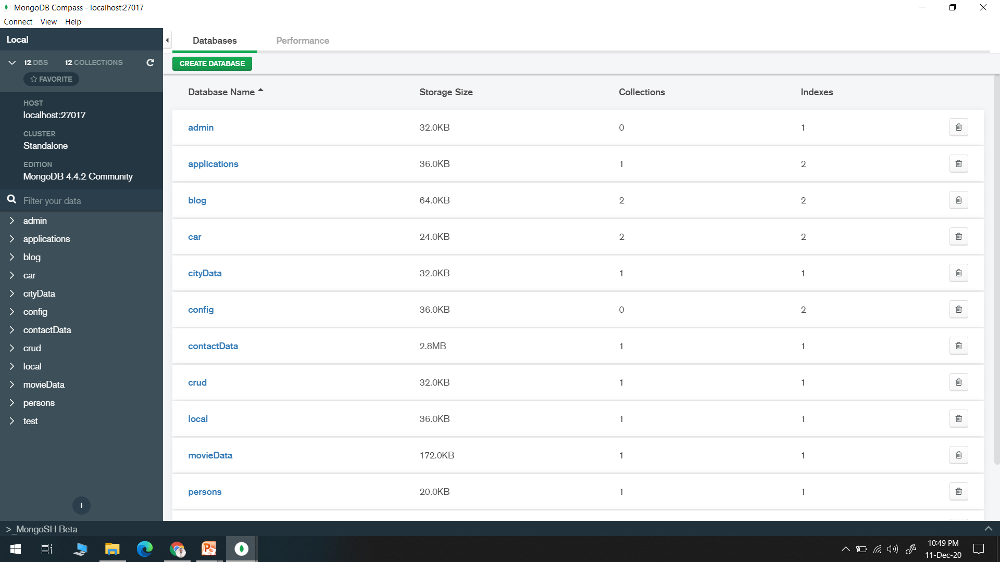 MongoDB Compass - localhost:27017
Connect View Help
Local
12 DBS 12 COLLECTIONS
FAVORITE
HOST
localhost:27017
CLUSTER
Standalone
EDITION
MongoDB 4.4.2 Community
Filter your data
admin
applications
blog
car
cityData
config
contactData
crud
local
movieData
persons
test
+
Databases Performance
CREATE DATABASE
Database Name Storage Size Collections Indexes
admin 32.0KB 0 1
applications 36.0KB 1 2
blog 64.0KB 2 2
car 24.0KB 2 2
cityData 32.0KB 1 1
config 36.0KB 0 2
contactData 2.8MB 1 1
crud 32.0KB 1 1
local 36.0KB 1 1
movieData 172.0KB 1 1
persons 20.0KB 1 1
>_MongoSH Beta
10:49 PM
11-Dec-20